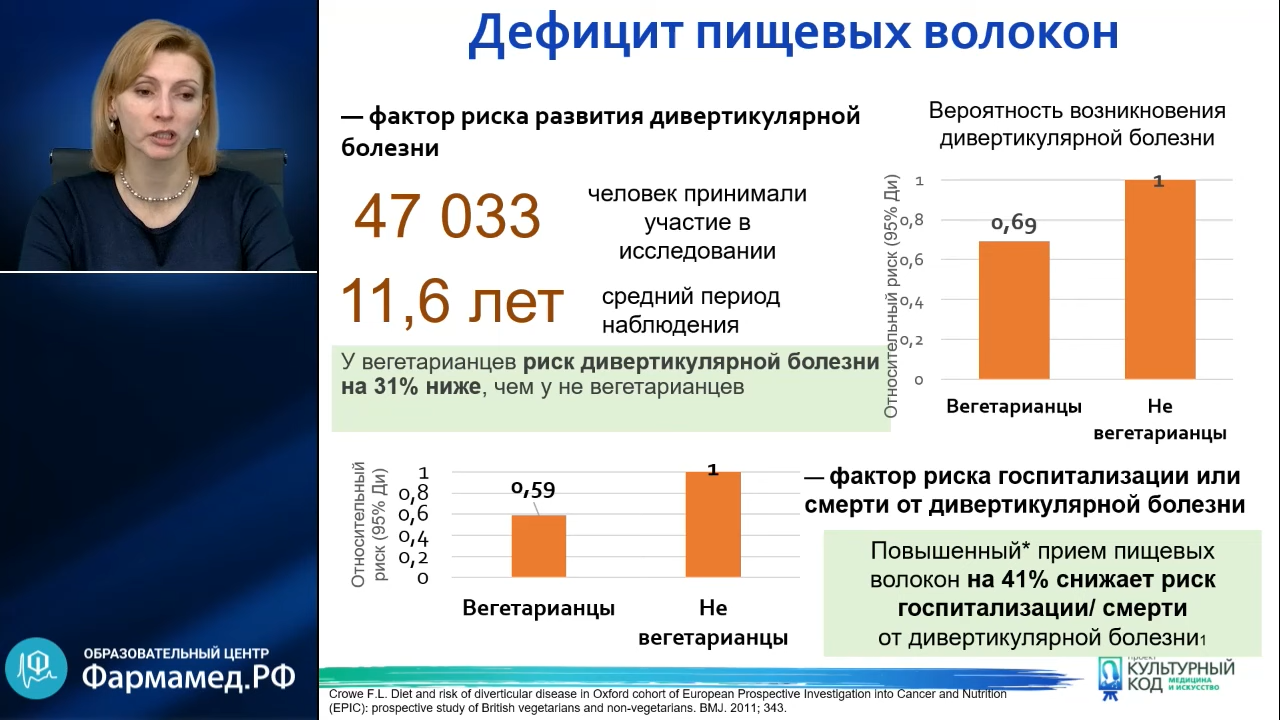 Дефицит пищевых волокон
— фактор риска развития дивертикулярной
болезни
47 033
человек принимали
участие в
исследовании
11,6 лет
средний период
наблюдения
У вегетарианцев риск дивертикулярной болезни
на 31% ниже, чем у не вегетарианцев
Вероятность возникновения
дивертикулярной болезни
Относительный риск (95% Ди)
1
0,8
0,6
0,4
0,2
0
0,69
1
Вегетарианцы
Не
вегетарианцы
Относительный
риск (95% Ди)
1
0,8
0,6
0,4
0,2
0
0,59
1
Вегетарианцы
Не
вегетарианцы
— фактор риска госпитализации или
смерти от дивертикулярной болезни
Повышенный* прием пищевых
волокон на 41% снижает риск
госпитализации/ смерти
от дивертикулярной болезни1
ОБРАЗОВАТЕЛЬНЫЙ ЦЕНТР
Фармамед.РФ
проект
КУЛЬТУРНЫЙ
КОД МЕДИЦИНА
И ИСКУССТВО
Crowe F.L. Diet and risk of diverticular disease in Oxford cohort of European Prospective Investigation into Cancer and Nutrition
(EPIC): prospective study of British vegetarians and non-vegetarians. BMJ. 2011; 343.